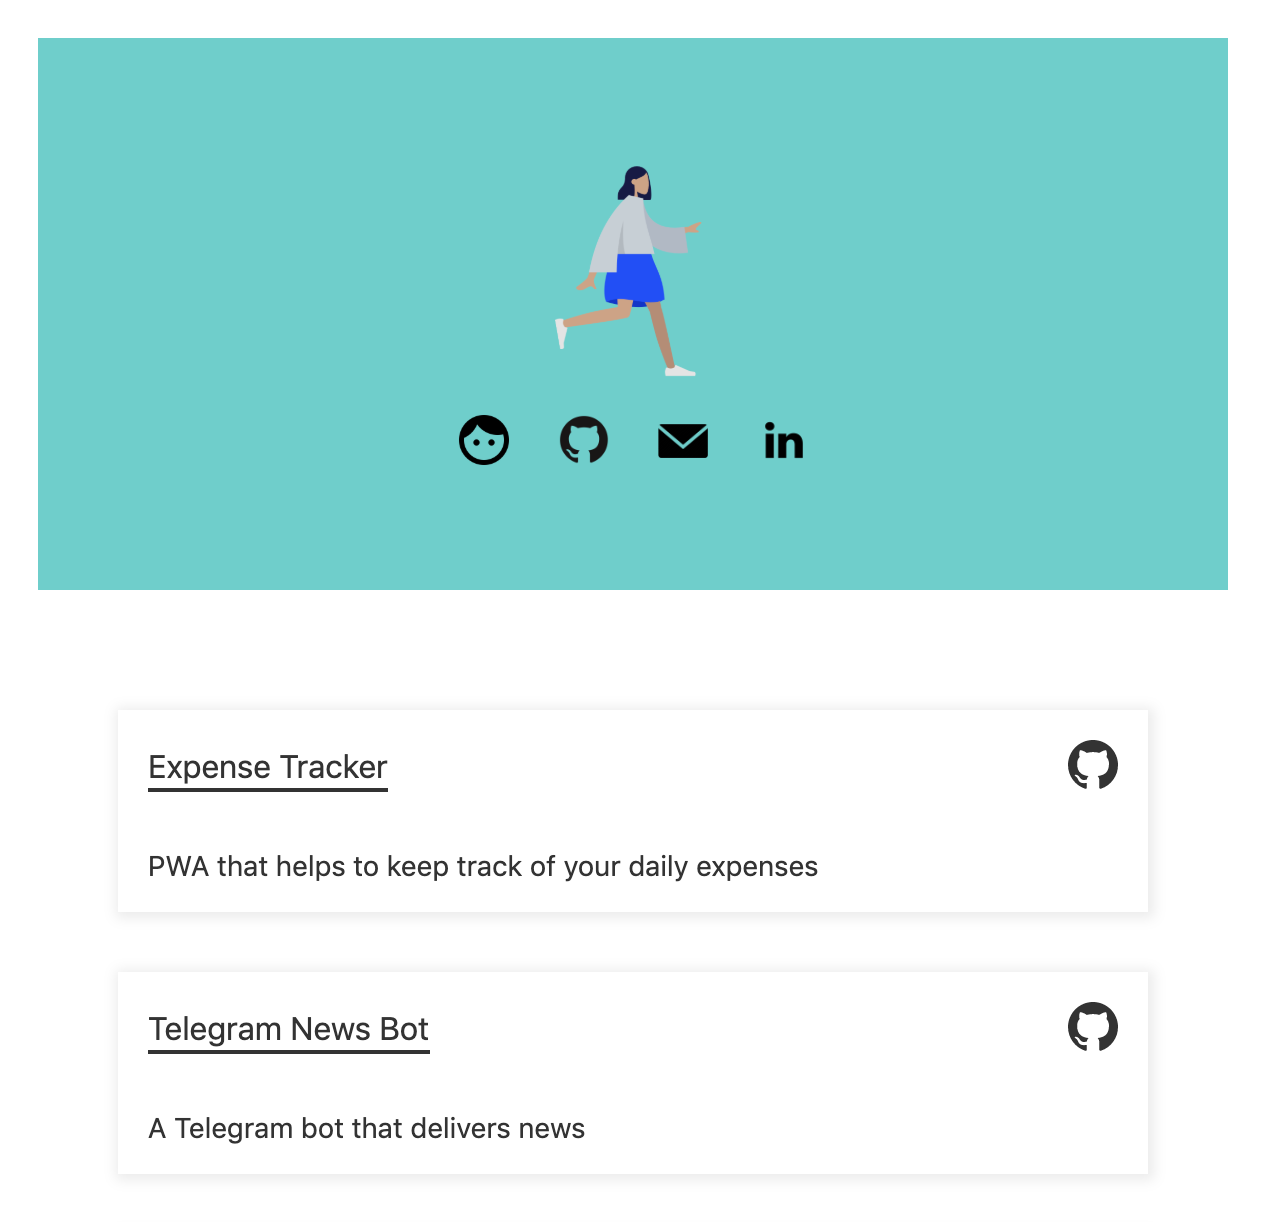 in
Expense Tracker
PWA that helps to keep track of your daily expenses
Telegram News Bot
A Telegram bot that delivers news